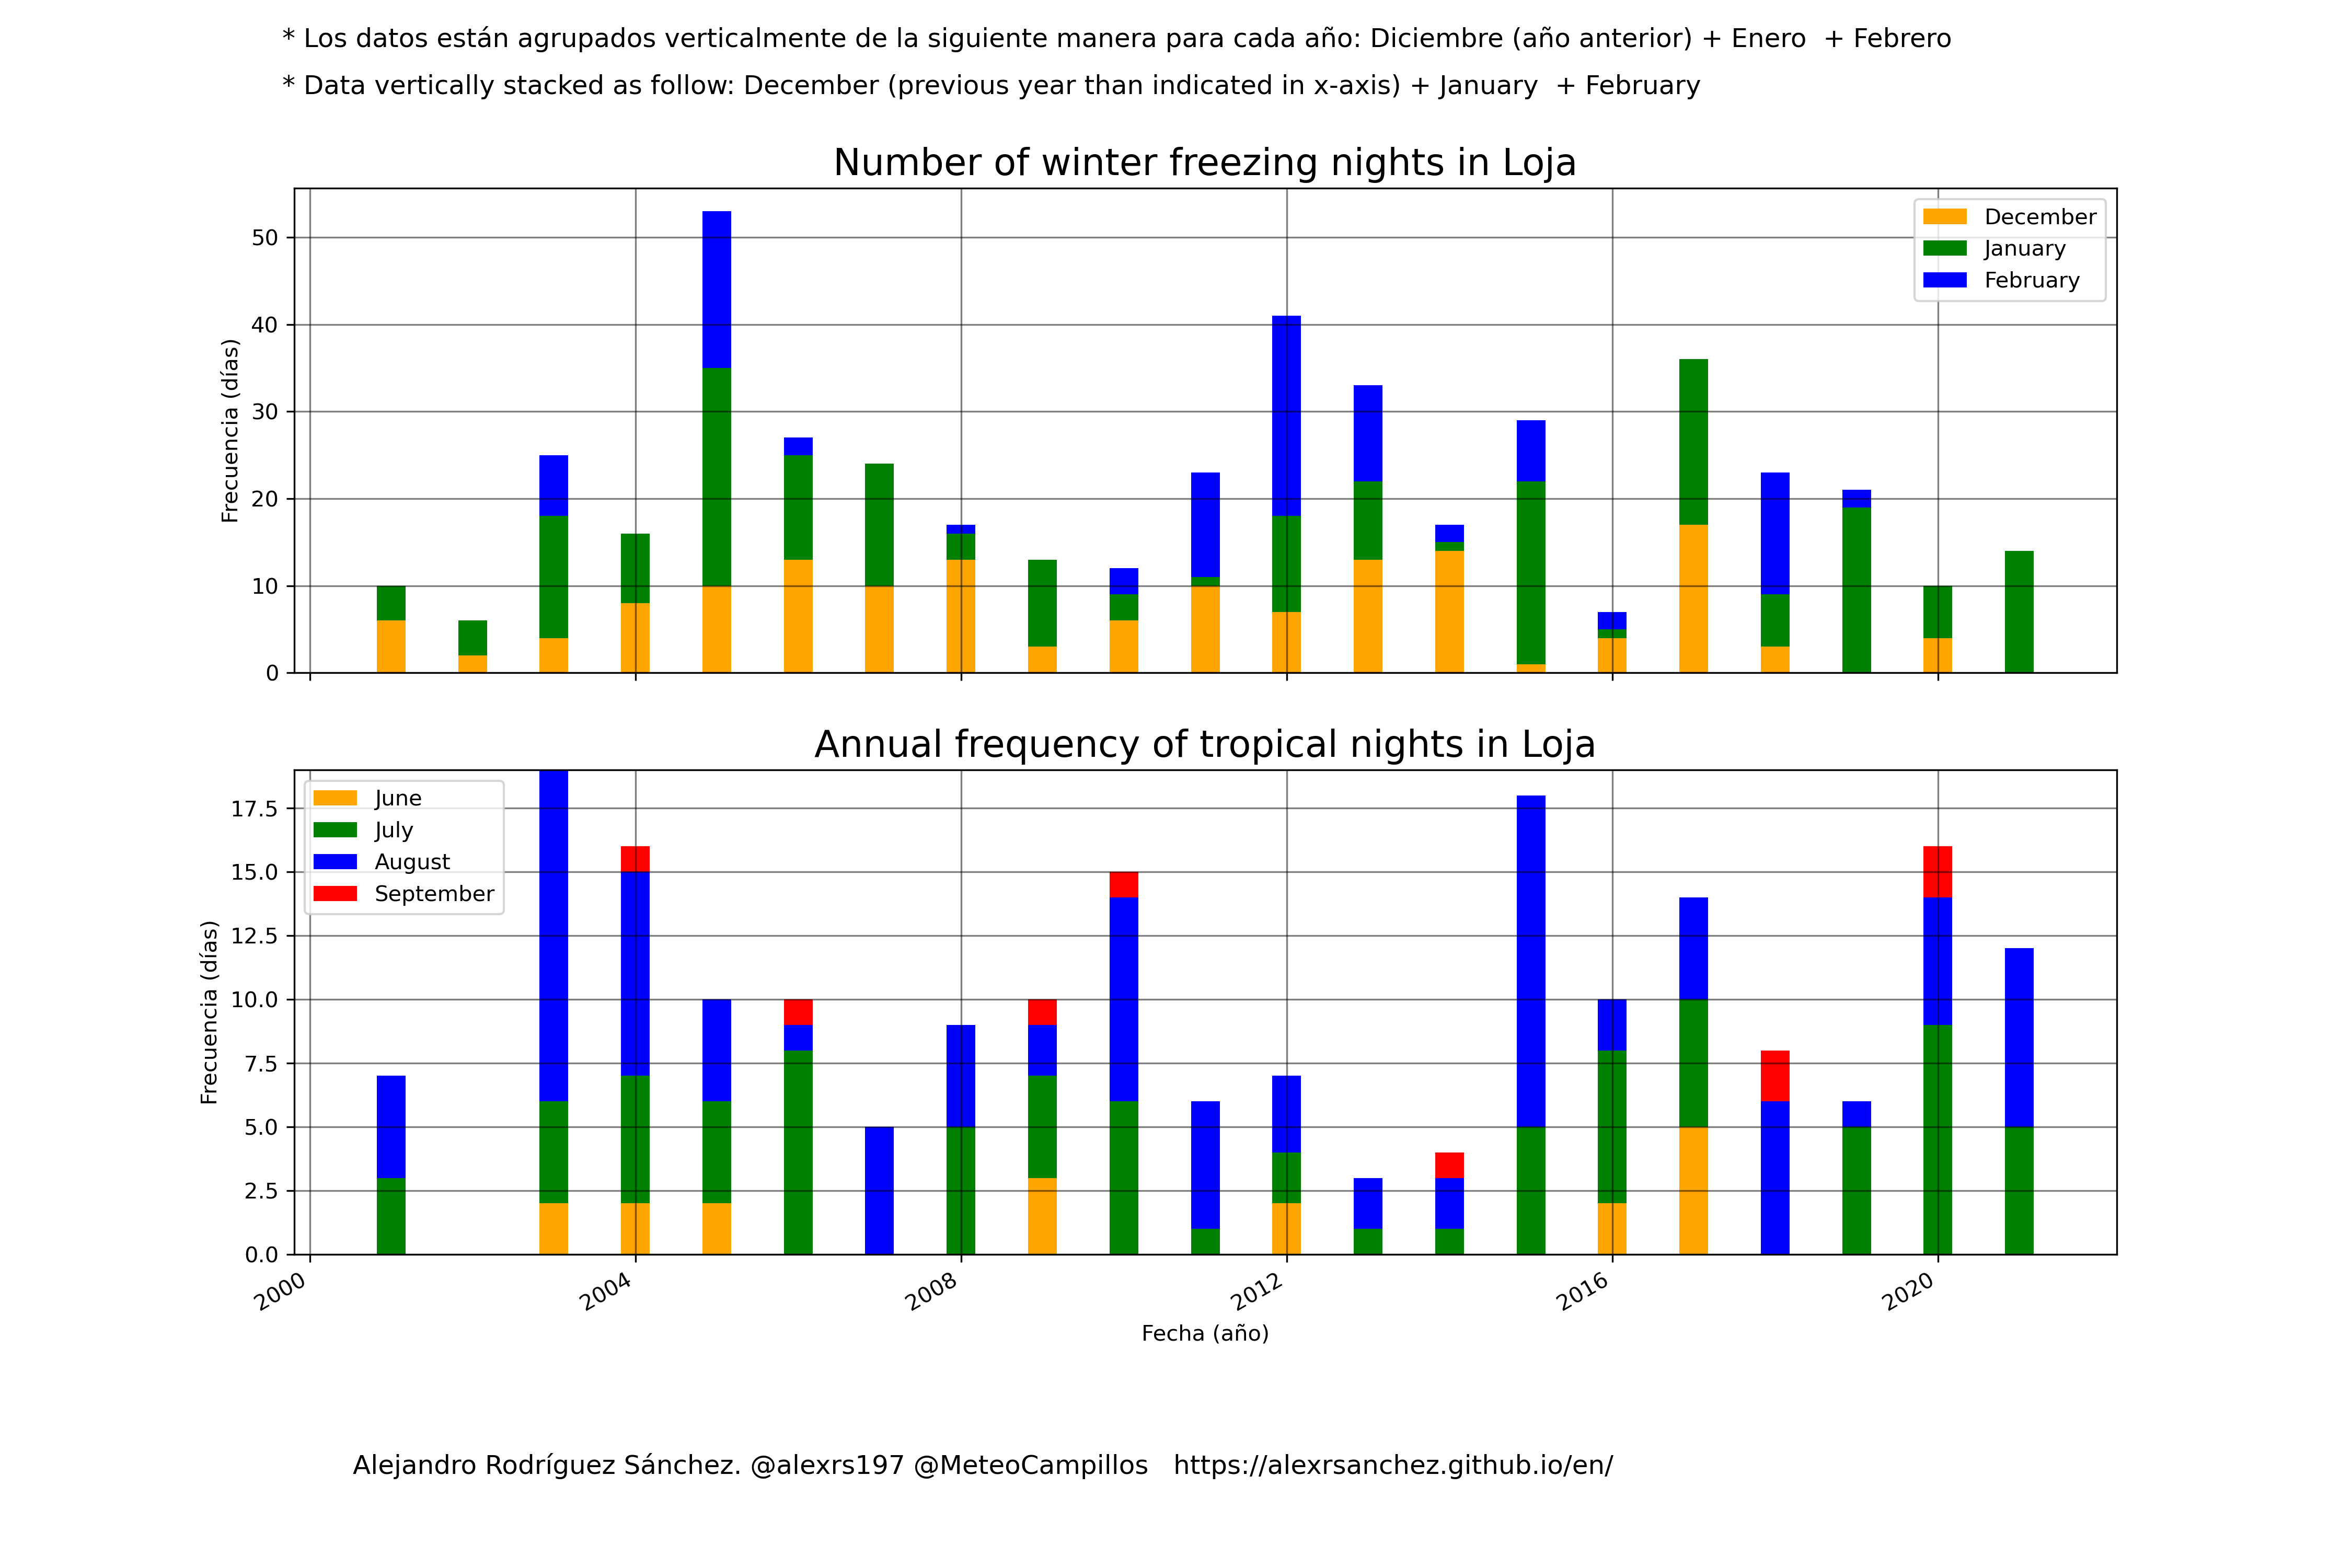 * Los datos están agrupados verticalmente de la siguiente manera para cada año: Diciembre (año anterior) + Enero  + Febrero
* Data vertically stacked as follow: December (previous year than indicated in x-axis) + January  + February
Number of winter freezing nights in Loja
Frecuencia (días)
50
40
30
20
10
0
December
January
February
Annual frequency of tropical nights in Loja
Frecuencia (días)
17.5
15.0
12.5
10.0
7.5
5.0
2.5
0.0
June
July
August
September
2000
2004
2008
2012
2016
2020
Fecha (año)
Alejandro Rodríguez Sánchez. @alexrs197 @MeteoCampillos   https://alexrsanchez.github.io/en/